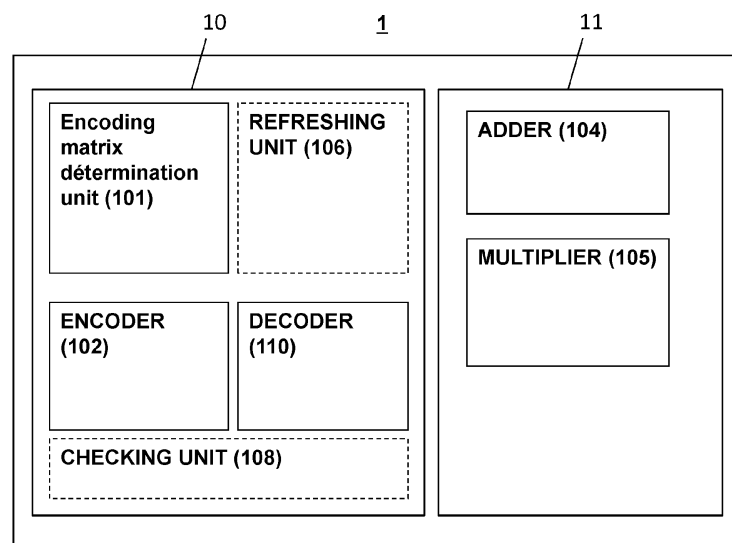 10
1
11
Encoding
matrix
détermination
unit (101)
REFRESHING
UNIT (106)
ADDER (104)
MULTIPLIER (105)
ENCODER
(102)
DECODER
(110)
CHECKING UNIT (108)